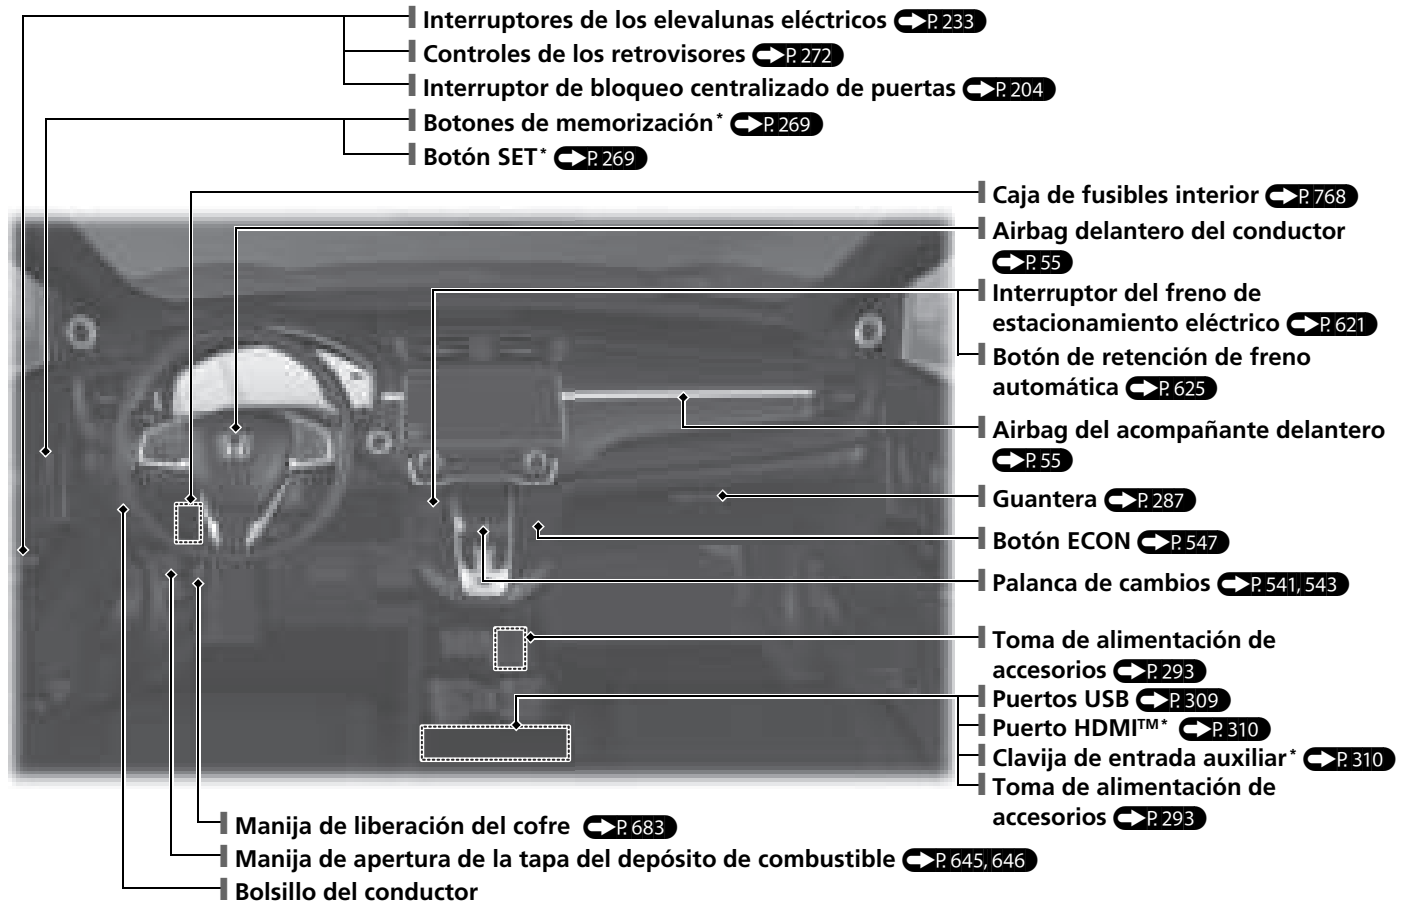 Interruptores de los elevalunas eléctricos P. 233
Controles de los retrovisores P. 272
Interruptor de bloqueo centralizado de puertas P. 204
Botones de memorización* P. 269
Botón SET* P. 269
Caja de fusibles interior P. 768
Airbag delantero del conductor
P. 55
Interruptor del freno de
estacionamiento eléctrico P. 621
Botón de retención de freno
automática P. 625
Airbag del acompañante delantero
P. 55
Guantera P. 287
Botón ECON P. 547
Palanca de cambios P. 541, 543
Toma de alimentación de
accesorios P. 293
Puertos USB P. 309
Puerto HDMI™* P. 310
Clavija de entrada auxiliar* P. 310
Toma de alimentación de
accesorios P. 293
Manija de liberación del cofre P. 683
Manija de apertura de la tapa del depósito de combustible P. 645, 646
Bolsillo del conductor